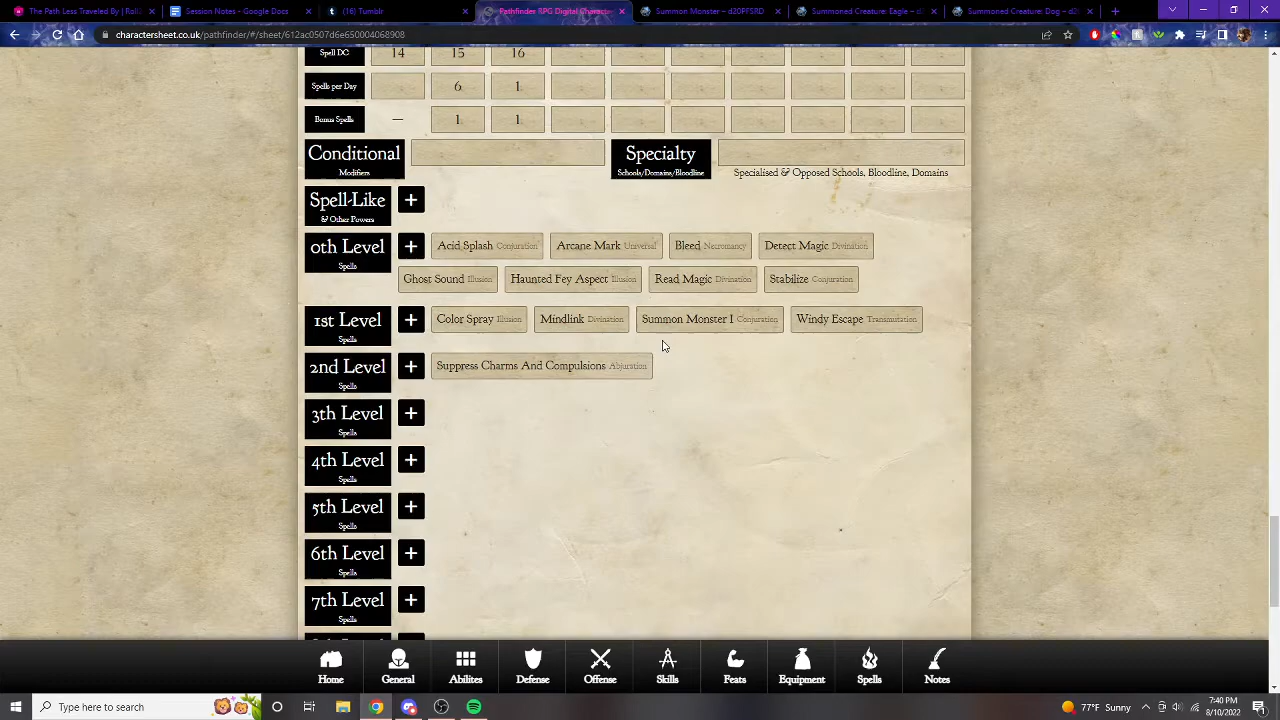 The Path Less Traveled By | Roll
Session Notes - Google Docs
(16) Tumblr
Pathfinder RPG Digital Characte
Summon Monster – d20PFSRD
Summoned Creature: Eagle – d
Summoned Creature: Dog – d
charactersheet.co.uk/pathfinder/#/sheet/612ac0507d6e650004068908
Spell DC 14 15 16
Spells per Day 6 1
Bonus Spells — 1 1
Conditional Specialty
Modifiers Schools/Domains/Bloodline Specialised & Opposed Schools, Bloodline, Domains
Spell-Like +
& Other Powers
0th Level + Acid Splash Conjuration Arcane Mark Universal Bleed Necromancy Detect Magic Divination
Spells
Ghost Sound Illusion Haunted Fey Aspect Illusion Read Magic Divination Stabilize Conjuration
1st Level + Color Spray Illusion Mindlink Divination Summon Monster I Conjuration Windy Escape Transmutation
Spells
2nd Level + Suppress Charms And Compulsions Abjuration
Spells
3th Level +
Spells
4th Level +
Spells
5th Level +
Spells
6th Level +
Spells
7th Level +
Spells
Home General Abilites Defense Offense Skills Feats Equipment Spells Notes
Type here to search
77°F Sunny
7:40 PM
8/10/2022